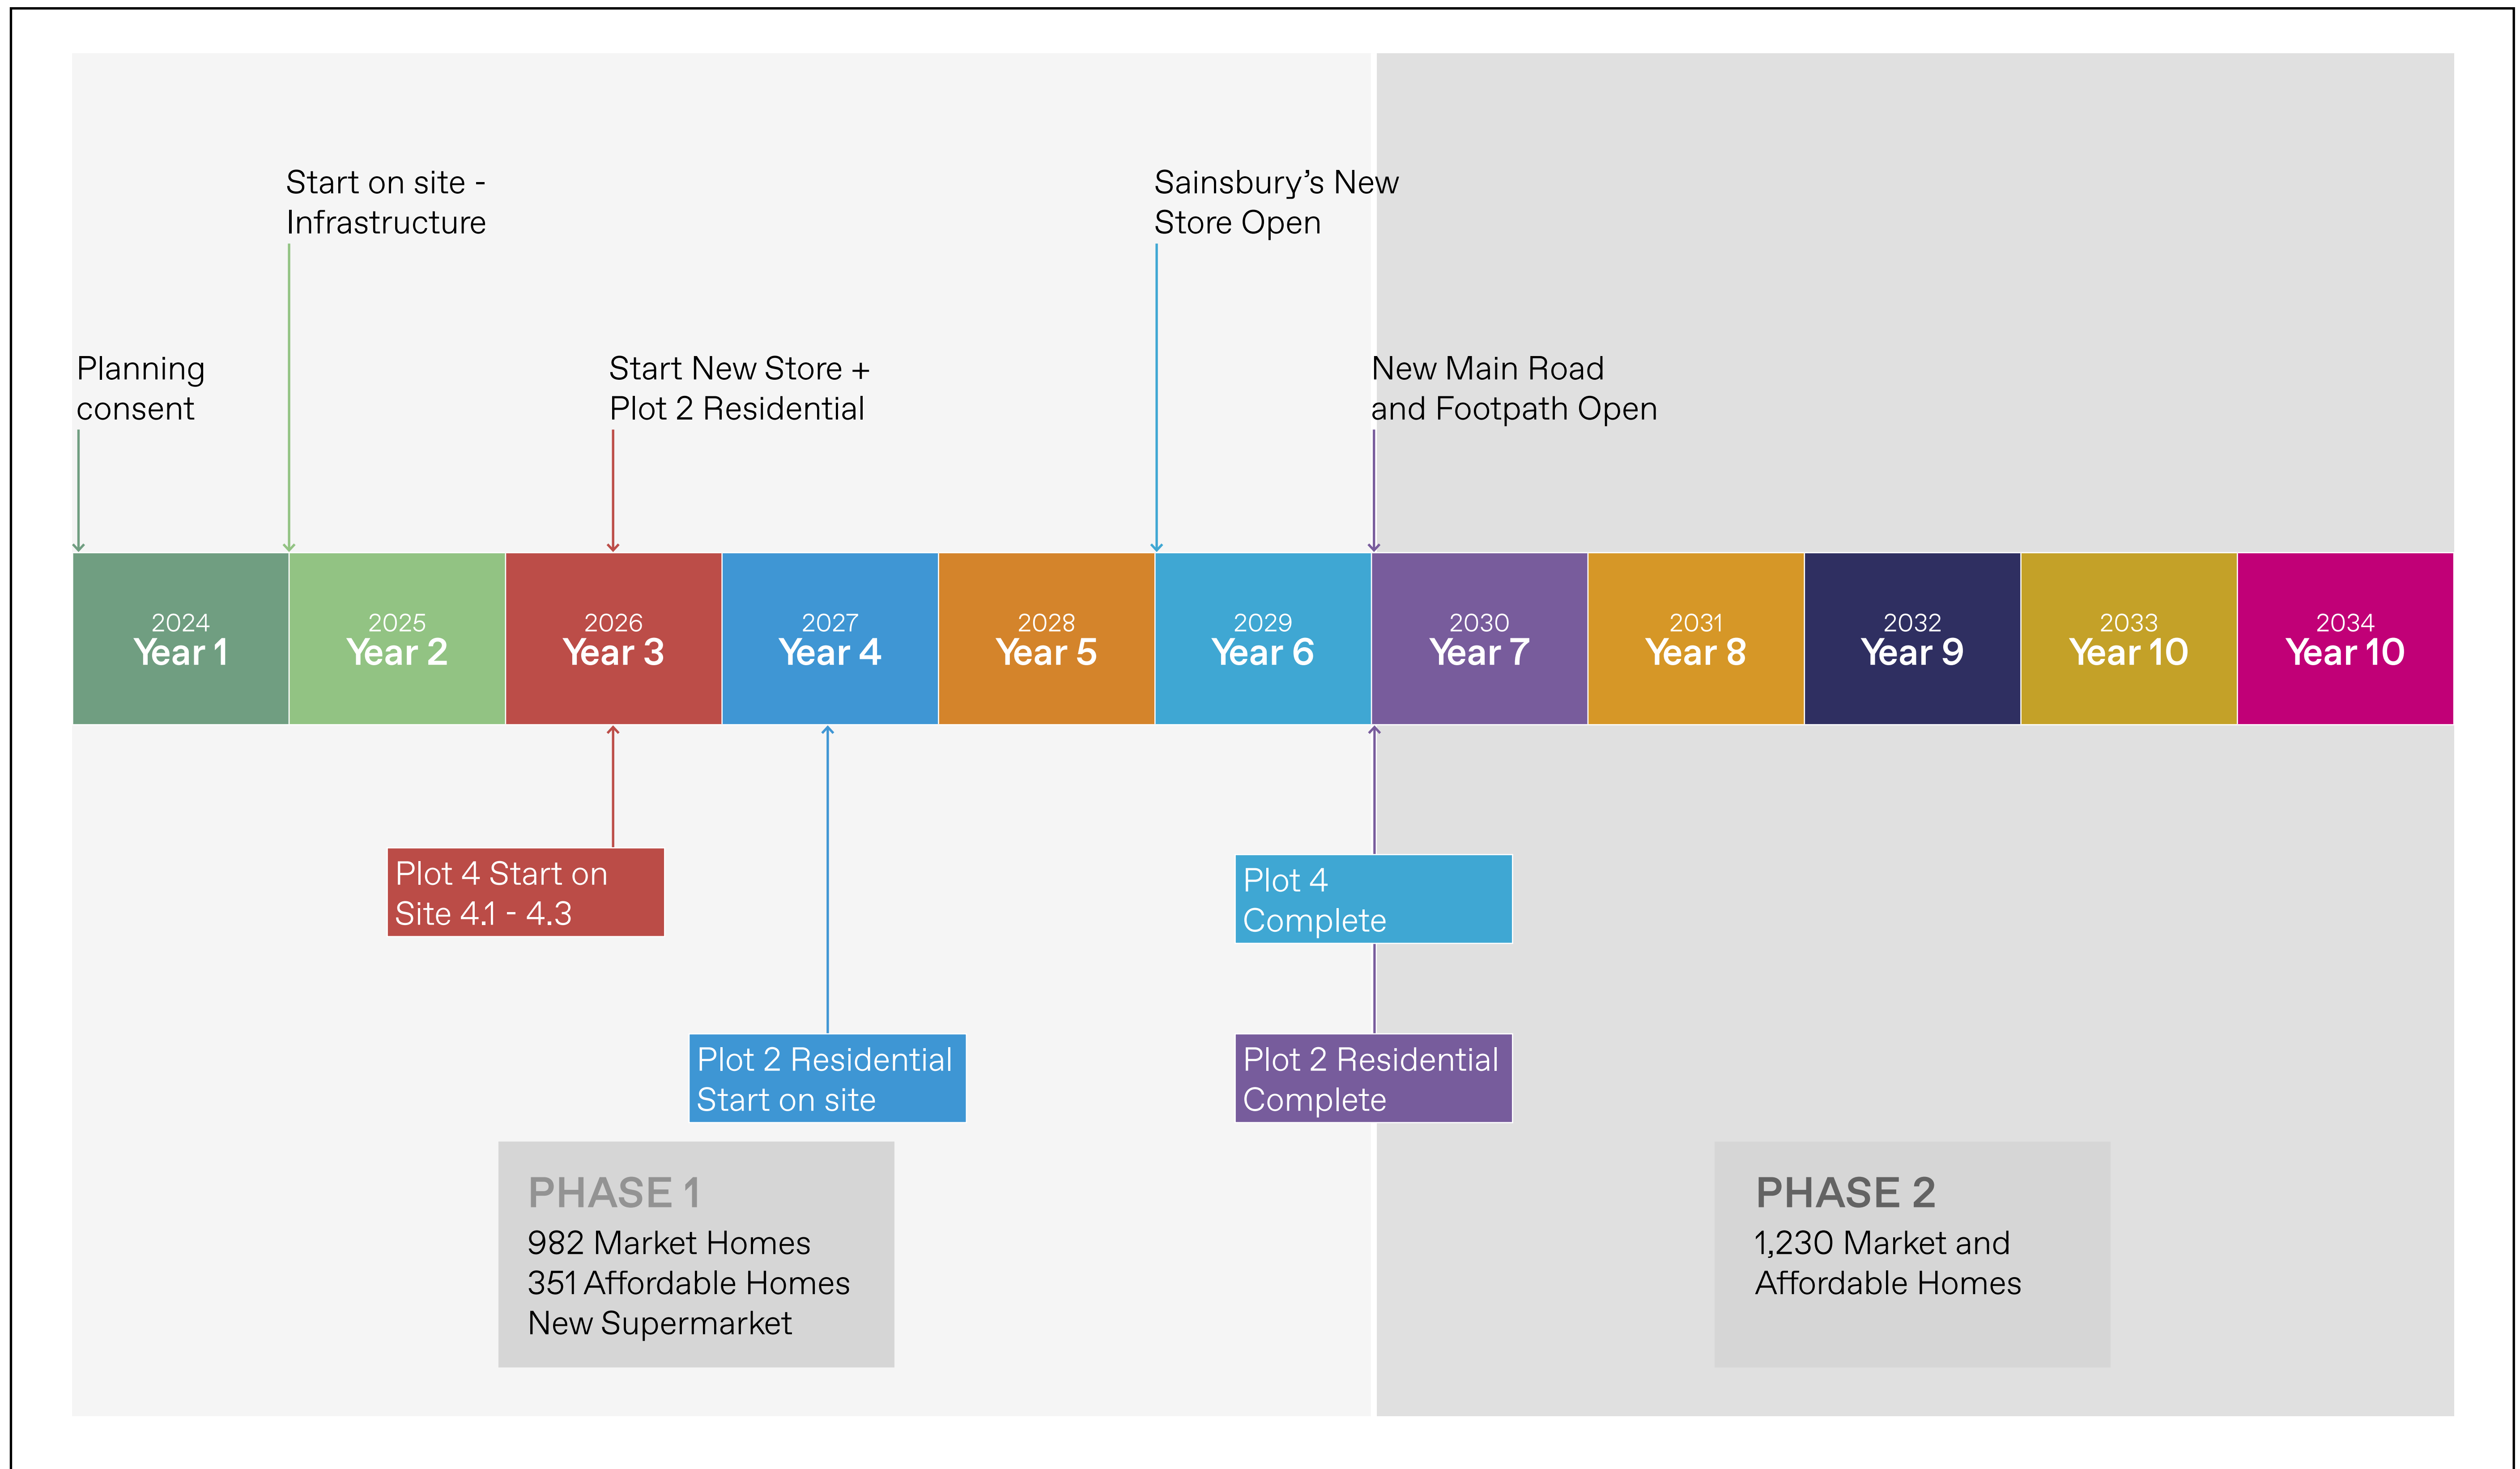 Start on site -
Infrastructure
Sainsbury’s New
Store Open
Planning
consent
Start New Store +
Plot 2 Residential
New Main Road
and Footpath Open
2024
Year 1
2025
Year 2
2026
Year 3
2027
Year 4
2028
Year 5
2029
Year 6
2030
Year 7
2031
Year 8
2032
Year 9
2033
Year 10
2034
Year 10
Plot 4 Start on
Site 4.1 - 4.3
Plot 4
Complete
Plot 2 Residential
Start on site
Plot 2 Residential
Complete
PHASE 1
982 Market Homes
351 Affordable Homes
New Supermarket
PHASE 2
1,230 Market and
Affordable Homes